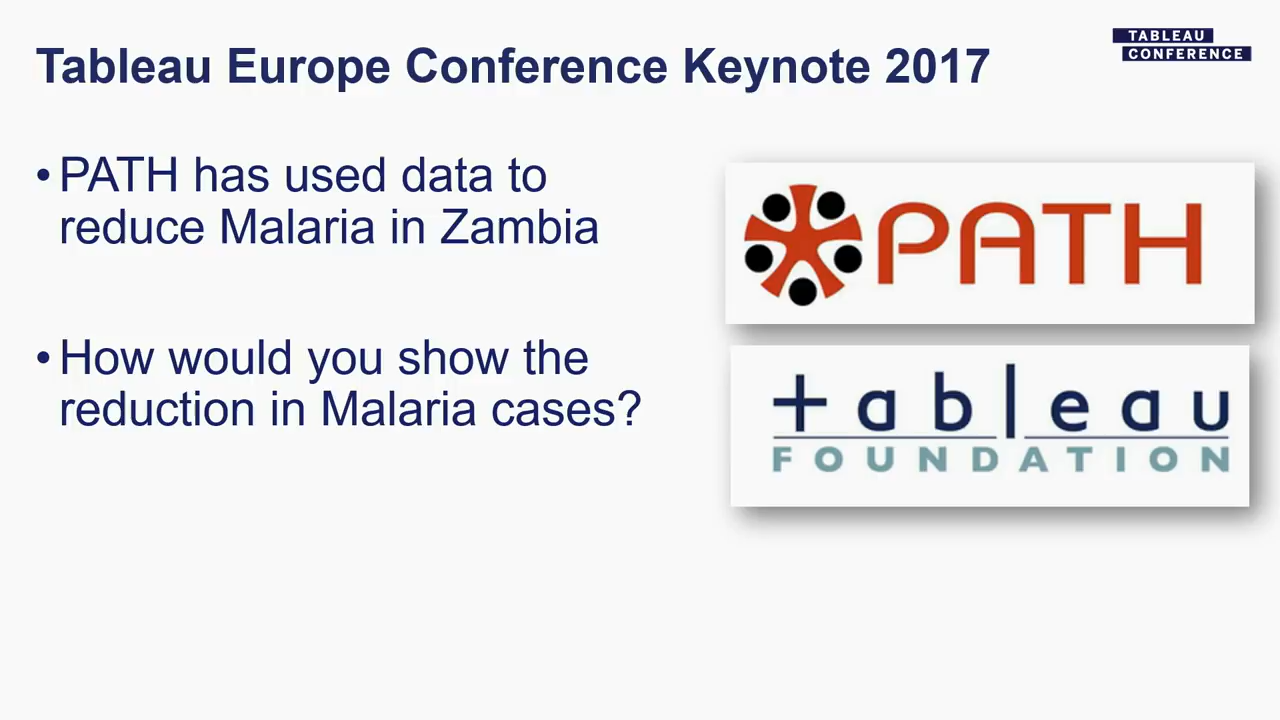 Tableau Europe Conference Keynote 2017
TABLEAU
CONFERENCE
•PATH has used data to
reduce Malaria in Zambia
•How would you show the
reduction in Malaria cases?
PATH
+ableau
FOUNDATION